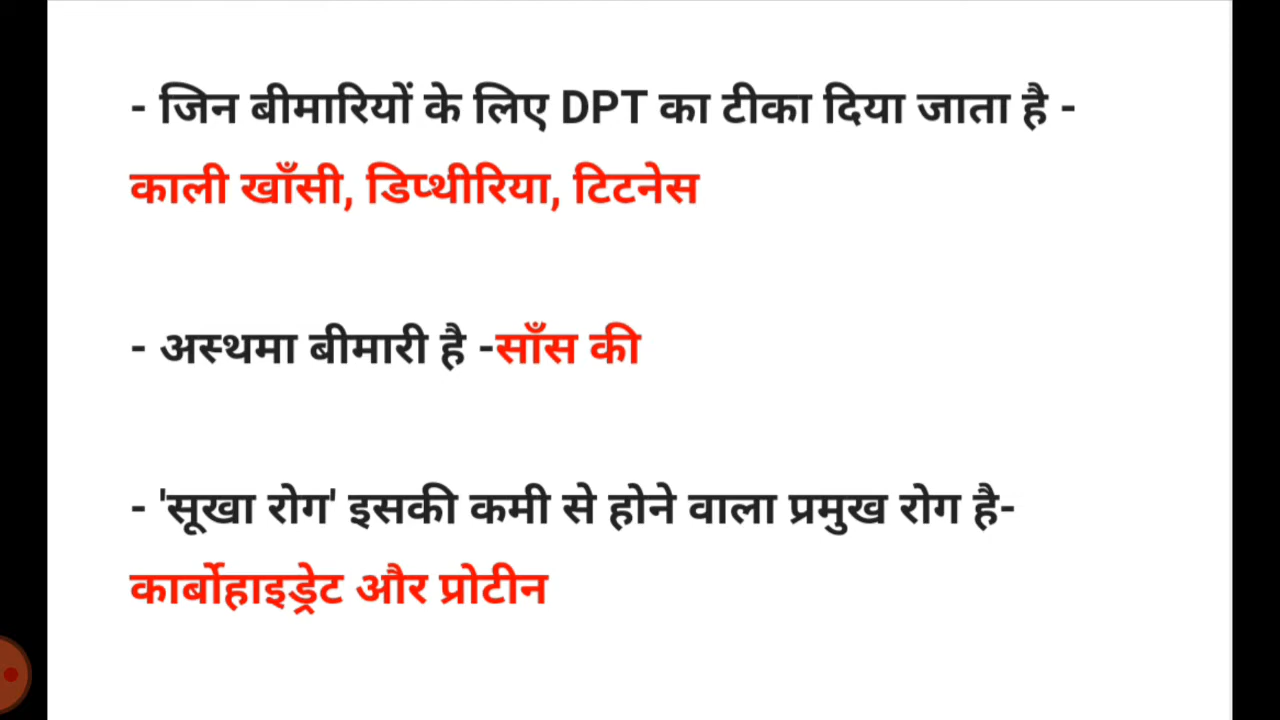 - जिन बीमारियों के लिए DPT का टीका दिया जाता है -
काली खाँसी, डिप्थीरिया, टिटनेस
- अस्थमा बीमारी है -साँस की
- 'सूखा रोग' इसकी कमी से होने वाला प्रमुख रोग है-
कार्बोहाइड्रेट और प्रोटीन